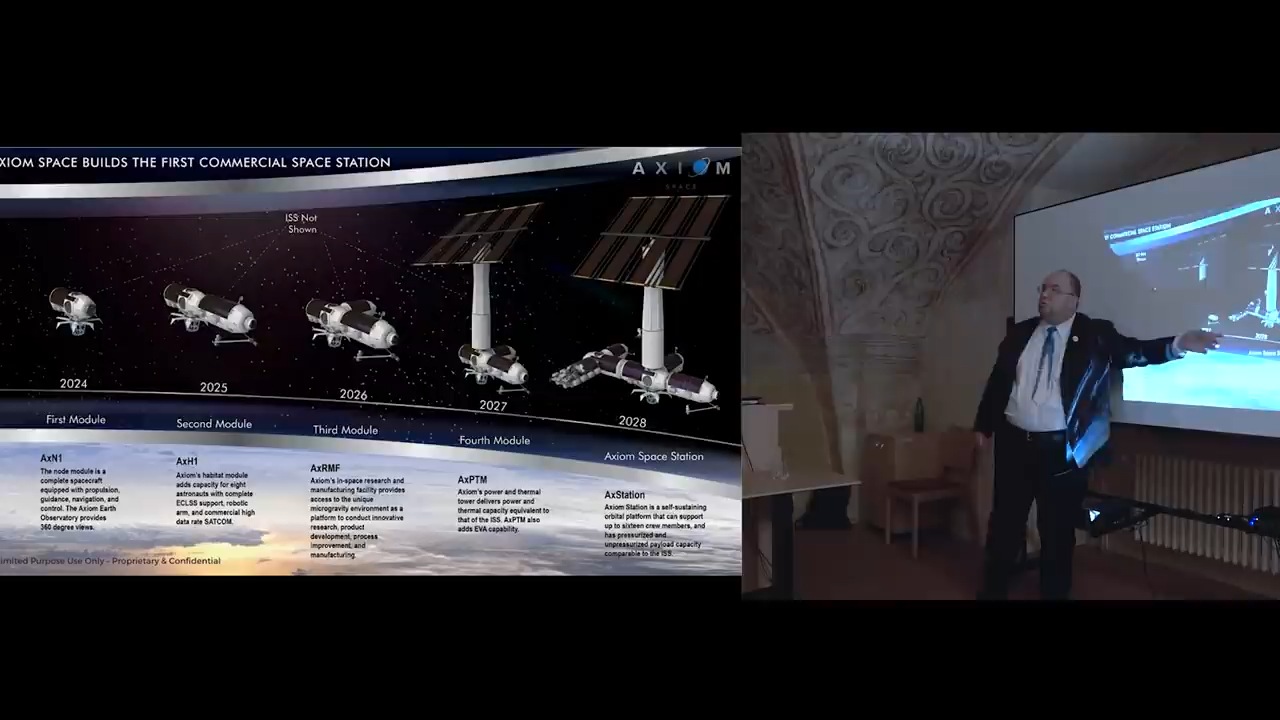 XIOM SPACE BUILDS THE FIRST COMMERCIAL SPACE STATION
AXIOM
SPACE
ISS Not
Shown
2024
2025
2026
2027
2028
First Module
Second Module
Third Module
Fourth Module
Axiom Space Station
AxN1
The node module is a
complete spacecraft
equipped with propulsion,
guidance, navigation, and
control. The Axiom Earth
Observatory provides
360 degree views.
AxH1
Axiom's habitat module
adds capacity for eight
astronauts with complete
ECLSS support, robotic
arm, and commercial high
data rate SATCOM.
AxRMF
Axiom's in-space research and
manufacturing facility provides
access to the unique
microgravity environment as a
platform to conduct innovative
research, product
development, process
improvement, and
manufacturing.
AxPTM
Axiom's power and thermal
tower delivers power and
thermal capacity equivalent to
that of the ISS. AxPTM also
adds EVA capability.
AxStation
Axiom Station is a self-sustaining
orbital platform that can support
up to sixteen crew members, and
has pressurized and
unpressurized payload capacity
comparable to the ISS.
imited Purpose Use Only - Proprietary & Confidential
COMMERCIAL SPACE STATION